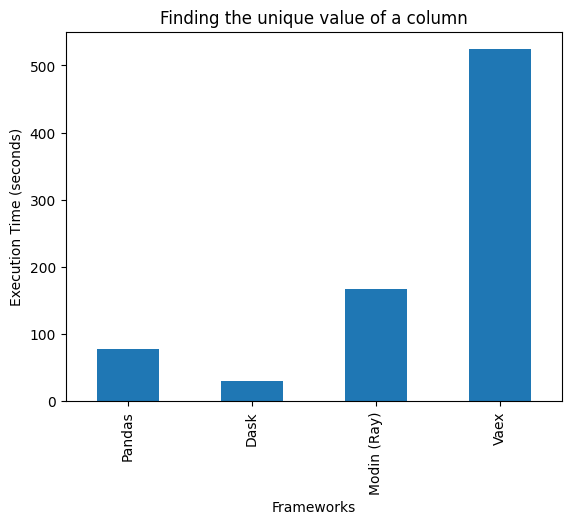 Finding the unique value of a column
Execution Time (seconds)
500
400
300
200
100
0
Pandas
Dask
Modin (Ray)
Vaex
Frameworks